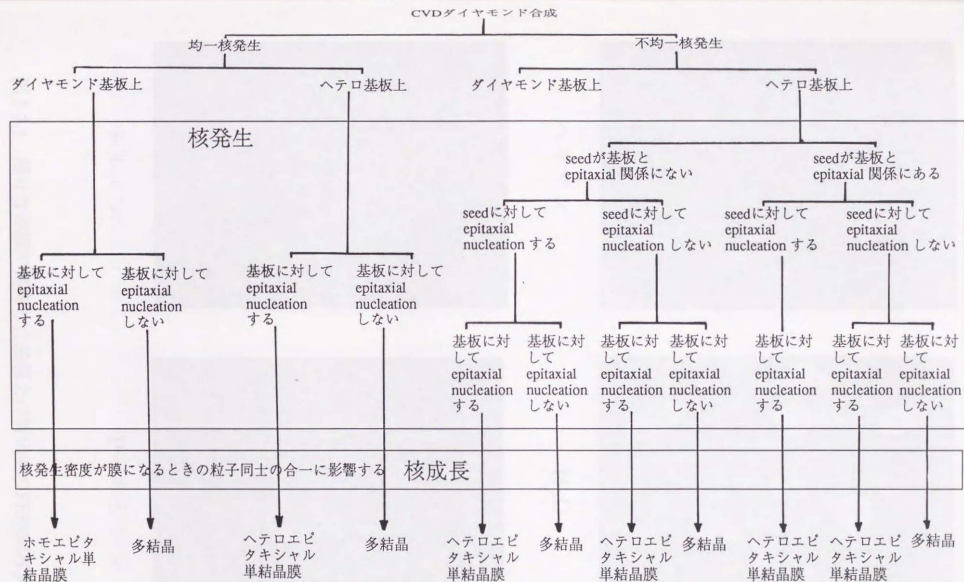 CVDダイヤモンド合成
均一核発生
不均一核発生
ダイヤモンド基板上
ヘテロ基板上
ダイヤモンド基板上
ヘテロ基板上
核発生
seedが基板と
epitaxial 関係にない
seedが基板と
epitaxial 関係にある
seedに対して
epitaxial
nucleation する
seedに対して
epitaxial
nucleation しない
seedに対して
epitaxial
nucleation する
seedに対して
epitaxial
nucleation しない
基板に対して
epitaxial
nucleation
する
基板に対して
epitaxial
nucleation
しない
基板に対して
epitaxial
nucleation
する
基板に対して
epitaxial
nucleation
しない
基板に対
して
epitaxial
nucleation
する
基板に対
して
epitaxial
nucleation
しない
基板に対
して
epitaxial
nucleation
する
基板に対
して
epitaxial
nucleation
しない
基板に対
して
epitaxial
nucleation
する
基板に対
して
epitaxial
nucleation
する
基板に対
して
epitaxial
nucleation
しない
核発生密度が膜になるときの粒子同士の合一に影響する
核成長
ホモエピタ
キシャル単
結晶膜
多結晶
ヘテロエピ
タキシャル
単結晶膜
多結晶
ヘテロエピ
タキシャル
単結晶膜
多結晶
ヘテロエピ
タキシャル
単結晶膜
多結晶
ヘテロエピ
タキシャル
単結晶膜
ヘテロエピ
タキシャル
単結晶膜
多結晶